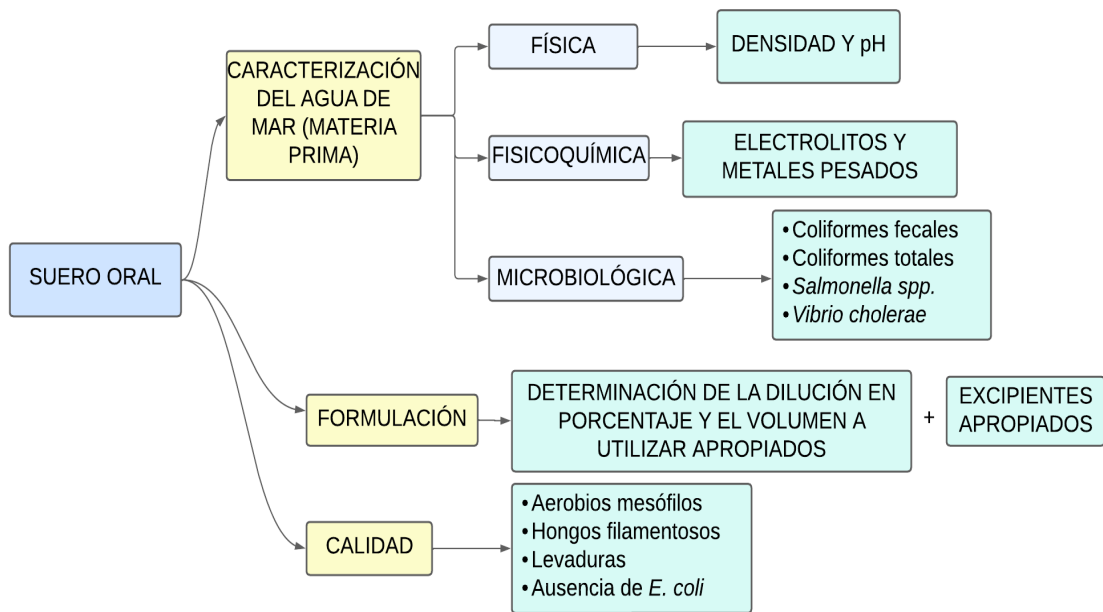 SUERO ORAL
CARACTERIZACIÓN
DEL AGUA DE
MAR (MATERIA
PRIMA)
FÍSICA
DENSIDAD Y pH
FISICOQUÍMICA
ELECTROLITOS Y
METALES PESADOS
MICROBIOLÓGICA
• Coliformes fecales
• Coliformes totales
• Salmonella spp.
• Vibrio cholerae
FORMULACIÓN
DETERMINACIÓN DE LA DILUCIÓN EN
PORCENTAJE Y EL VOLUMEN A
UTILIZAR APROPIADOS
+
EXCIPIENTES
APROPIADOS
CALIDAD
• Aerobios mesófilos
• Hongos filamentosos
• Levaduras
• Ausencia de E. coli